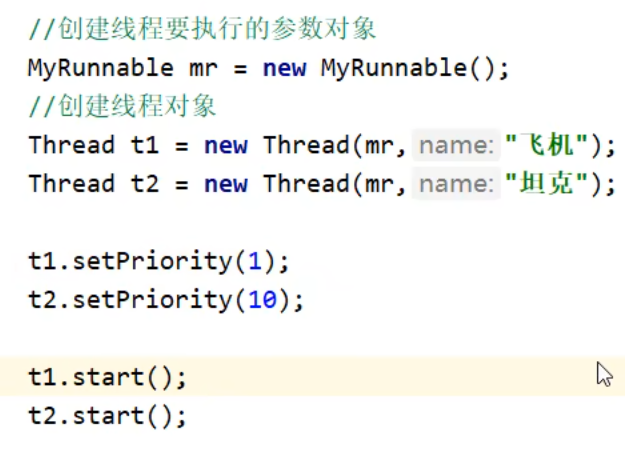 //创建线程要执行的参数对象
MyRunnable mr = new MyRunnable();
//创建线程对象
Thread t1 = new Thread(mr, name: "飞机");
Thread t2 = new Thread(mr, name: "坦克");
t1.setPriority(1);
t2.setPriority(10);
t1.start();
t2.start();